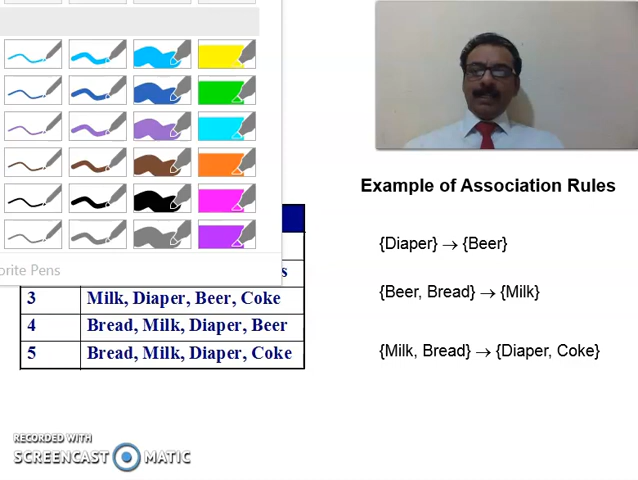 Example of Association Rules
{Diaper} → {Beer}
{Beer, Bread} → {Milk}
{Milk, Bread} → {Diaper, Coke}
orite Pens
s
3 Milk, Diaper, Beer, Coke
4 Bread, Milk, Diaper, Beer
5 Bread, Milk, Diaper, Coke
RECORDED WITH
SCREENCAST MATIC